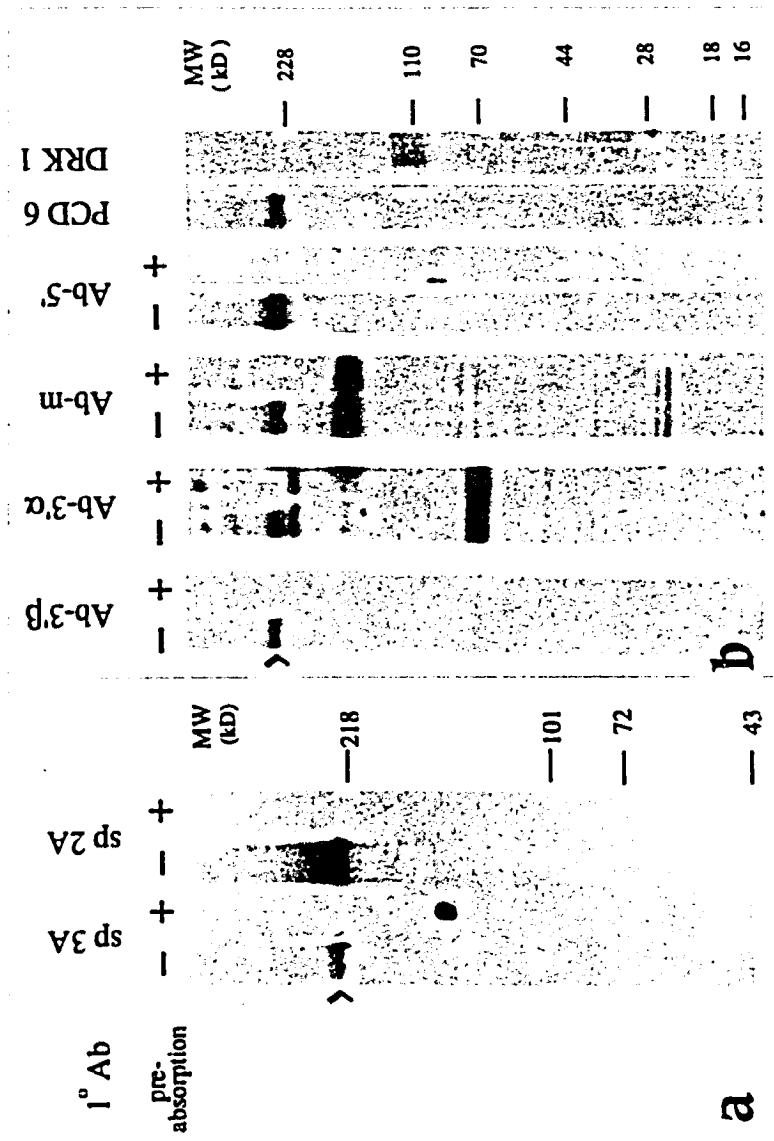 1° Ab
pre-
absorption
sp 3A
sp 2A
− + − +
MW
(kD)
218
101
72
43
a
Ab-3'β
Ab-3'α
Ab-m
Ab-5'
PCD 6
DRK 1
− + − + − + − +
MW
(kD)
228
110
70
44
28
18
16
b